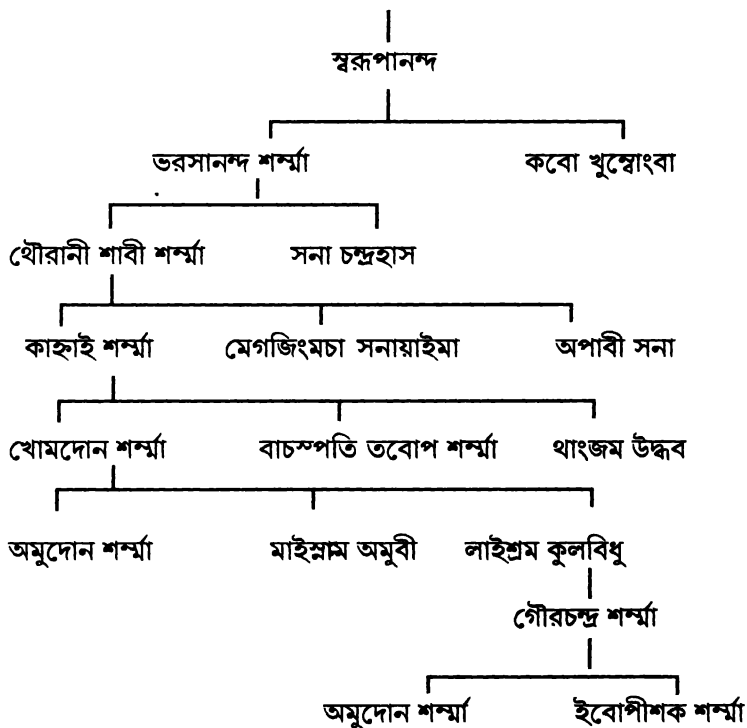 স্বরূপানন্দ
ভরসানন্দ শর্ম্মা কবো খুম্বোংবা
থৌরানী শাবী শর্ম্মা সনা চন্দ্রহাস
কাহ্নাই শর্ম্মা মেগজিংমচা সনায়াইমা অপাবী সনা
খোমদোন শর্ম্মা বাচস্পতি তবোপ শর্ম্মা থাংজম উদ্ধব
অমুদোন শর্ম্মা মাইস্নাম অমুবী লাইশ্রম কুলবিধু
গৌরচন্দ্র শর্ম্মা
অমুদোন শর্ম্মা ইবোপীশক শর্ম্মা